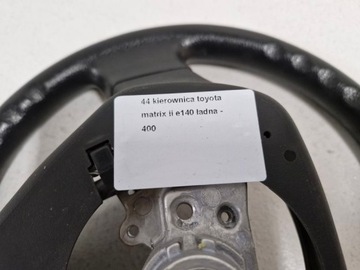 44 kierownica toyota
matrix ii e140 ładna -
400